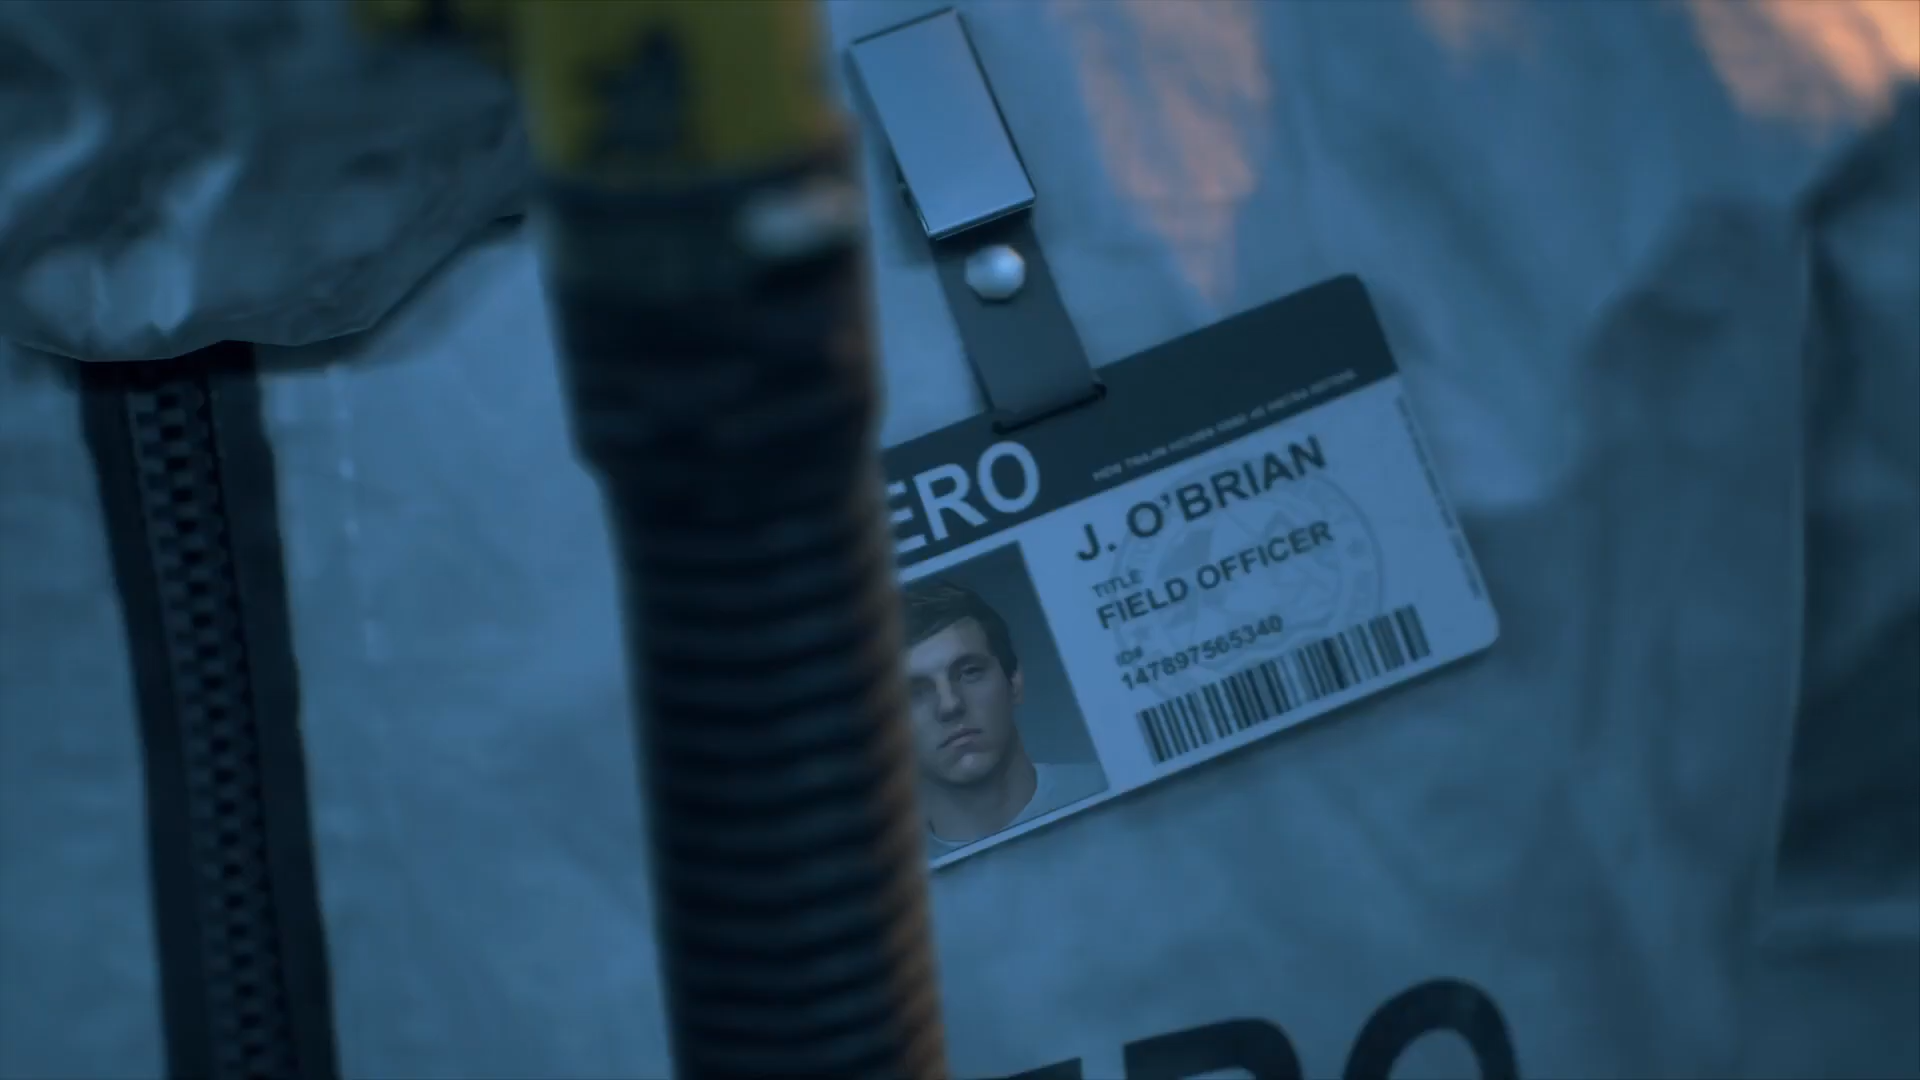 ERO
J. O'BRIAN
TITLE
FIELD OFFICER
ID#
147897565340
ERO